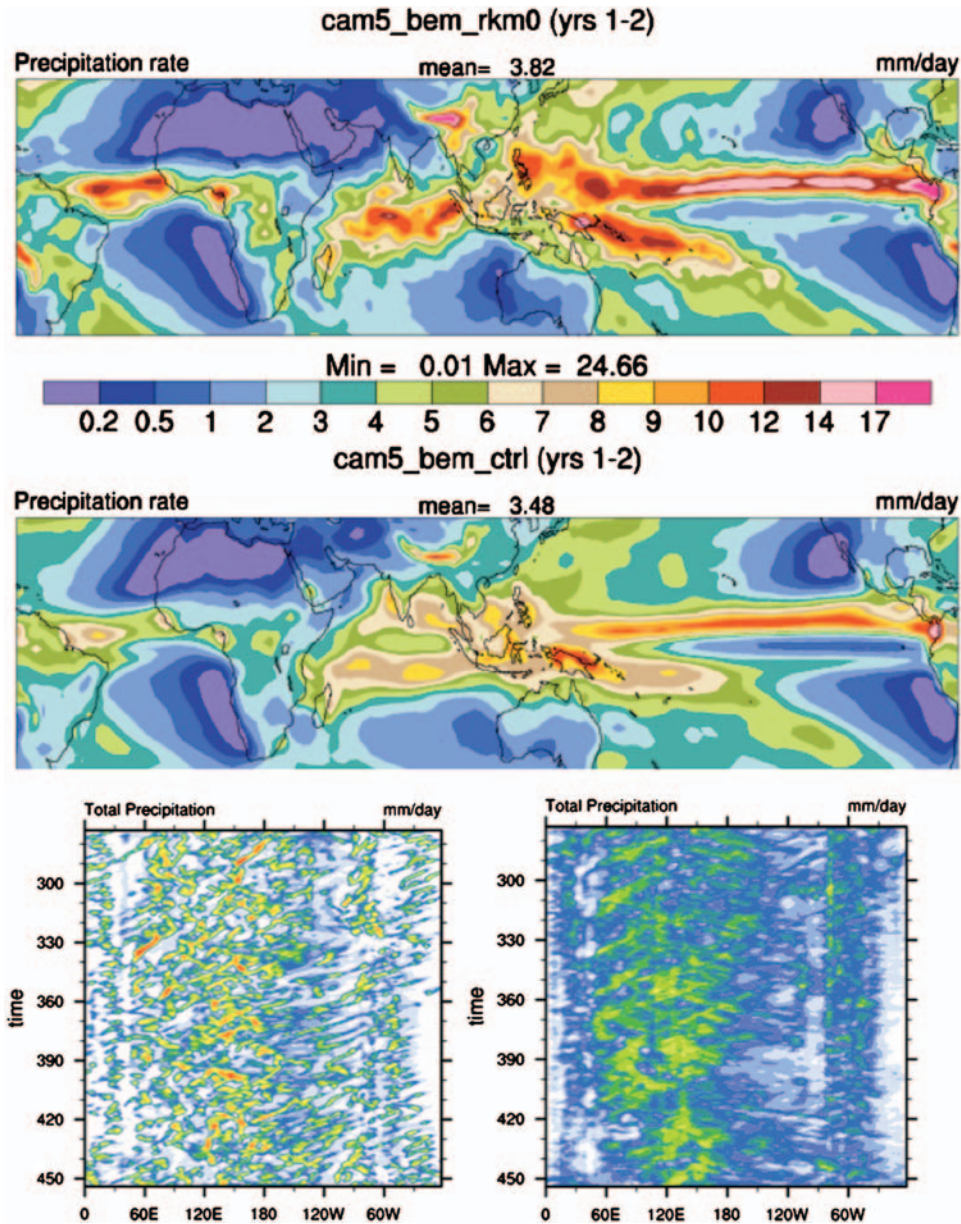 cam5_bem_rkm0 (yrs 1-2)
Precipitation rate mean= 3.82 mm/day
Min = 0.01 Max = 24.66
0.2 0.5 1 2 3 4 5 6 7 8 9 10 12 14 17
cam5_bem_ctrl (yrs 1-2)
Precipitation rate mean= 3.48 mm/day
Total Precipitation mm/day
300
330
360
390
420
450
time
0 60E 120E 180 120W 60W
Total Precipitation mm/day
300
330
360
390
420
450
time
0 60E 120E 180 120W 60W